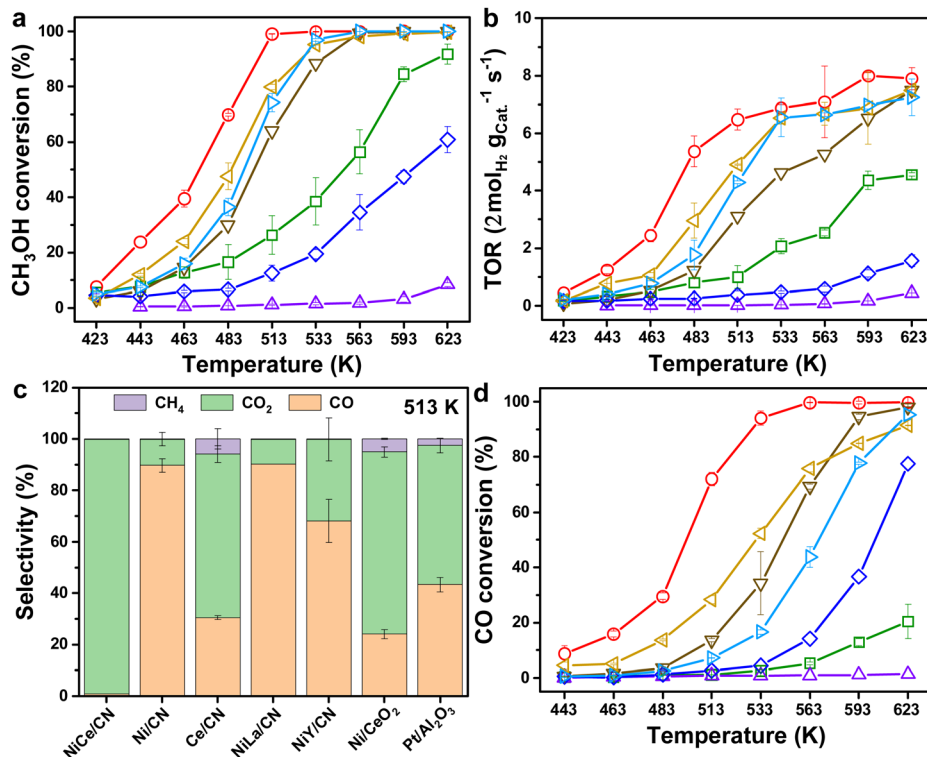 a
CH₃OH conversion (%)
100
80
60
40
20
0
423 443 463 483 513 533 563 593 623
Temperature (K)
b
TOR (2mol_H2 g_Cat.⁻¹ s⁻¹)
10
8
6
4
2
0
423 443 463 483 513 533 563 593 623
Temperature (K)
c
CH₄ CO₂ CO 513 K
Selectivity (%)
120
100
80
60
40
20
0
NiCe/CN Ni/CN Ce/CN NiLa/CN NiY/CN Ni/CeO₂ Pt/Al₂O₃
d
CO conversion (%)
100
80
60
40
20
0
443 463 483 513 533 563 593 623
Temperature (K)